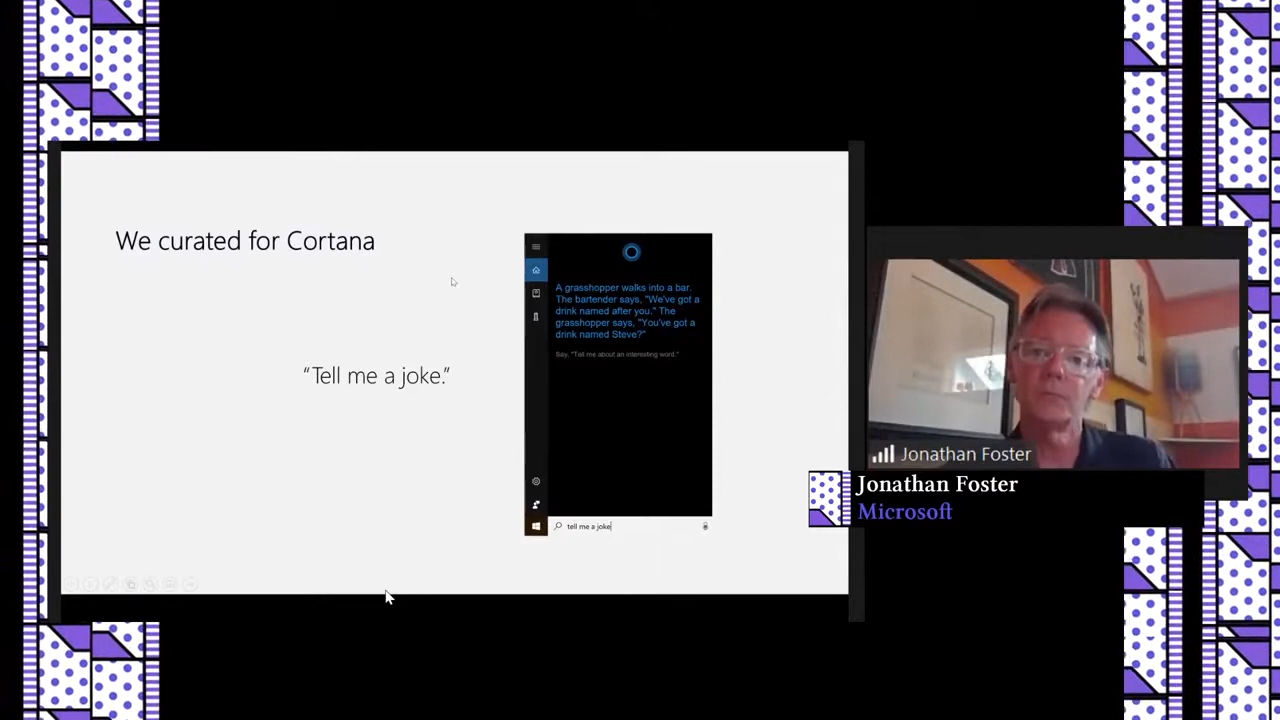 We curated for Cortana
“Tell me a joke.”
A grasshopper walks into a bar.
The bartender says, "We've got a
drink named after you." The
grasshopper says, "You've got a
drink named Steve?"
Say, "Tell me about an interesting word."
tell me a joke
Jonathan Foster
Jonathan Foster
Microsoft